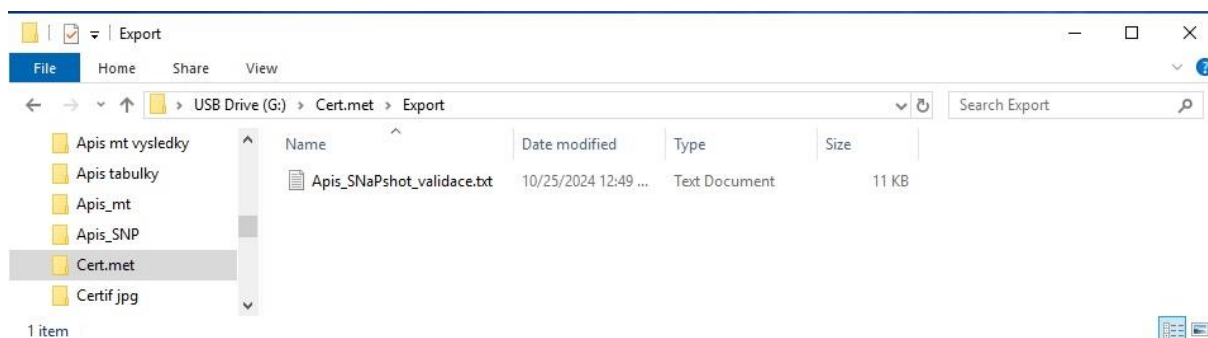 Export
File Home Share View
USB Drive (G:) > Cert.met > Export
Search Export
Apis mt vysledky
Apis tabulky
Apis_mt
Apis_SNP
Cert.met
Certif jpg
Name Date modified Type Size
Apis_SNaPshot_validace.txt 10/25/2024 12:49 ... Text Document 11 KB
1 item